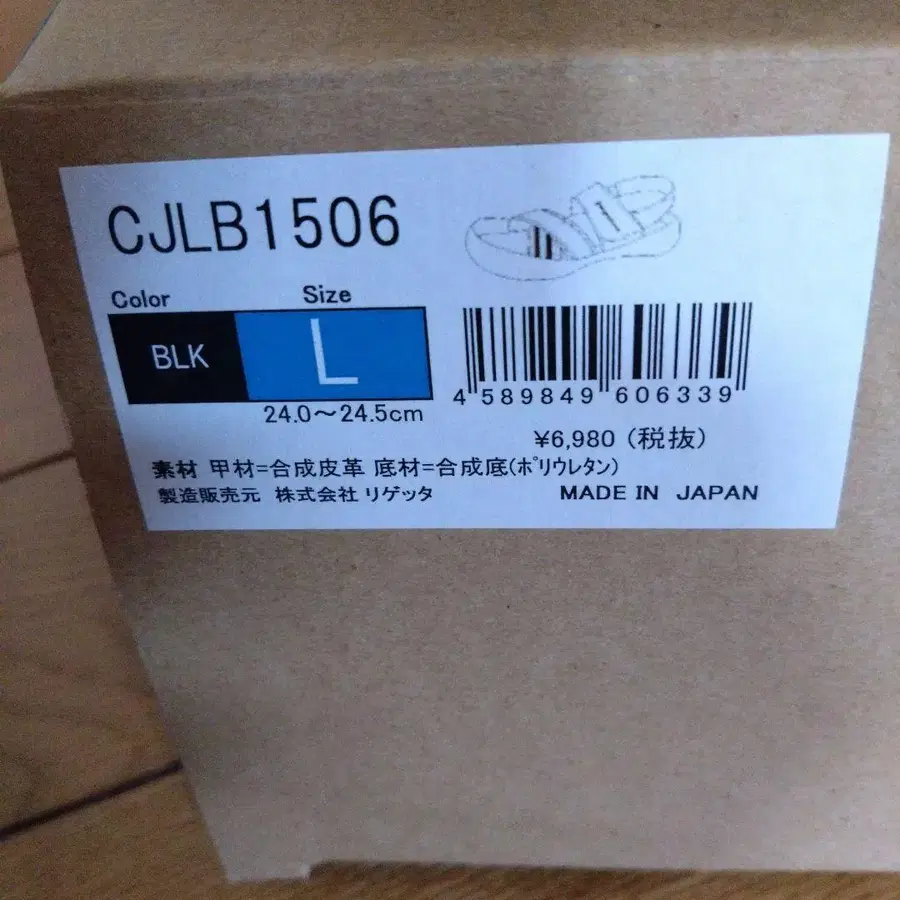 CJLB1506
Color Size
BLK L
24.0～24.5cm
4 589849 606339
¥6,980（税抜）
素材 甲材=合成皮革 底材=合成底(ﾎﾟﾘｳﾚﾀﾝ)
製造販売元 株式会社 リゲッタ MADE IN JAPAN